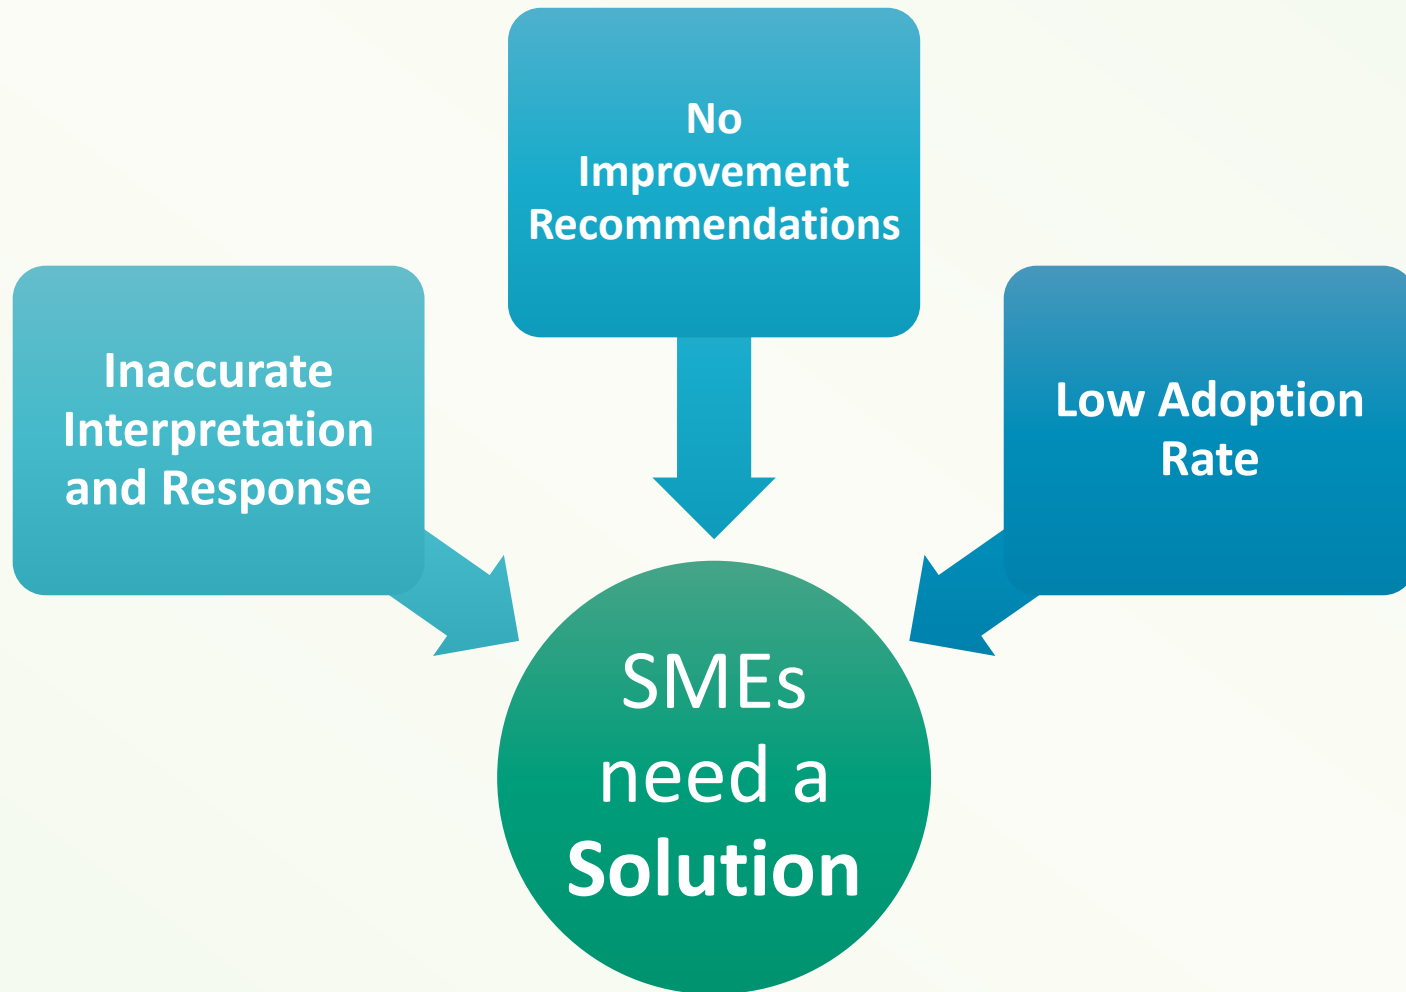 No
Improvement
Recommendations
Inaccurate
Interpretation
and Response
Low Adoption
Rate
SMEs
need a
Solution